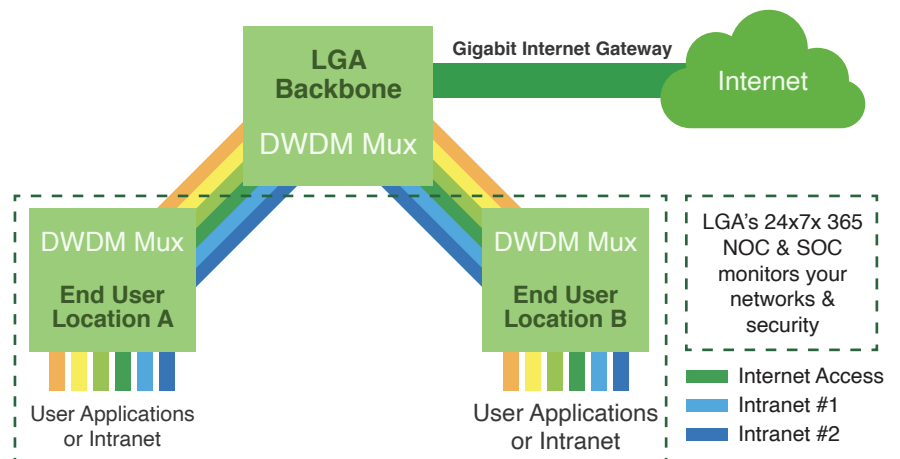 LGA
Backbone
DWDM Mux
Gigabit Internet Gateway
Internet
DWDM Mux
End User
Location A
User Applications
or Intranet
DWDM Mux
End User
Location B
User Applications
or Intranet
LGA's 24x7x 365
NOC & SOC
monitors your
networks &
security
Internet Access
Intranet #1
Intranet #2